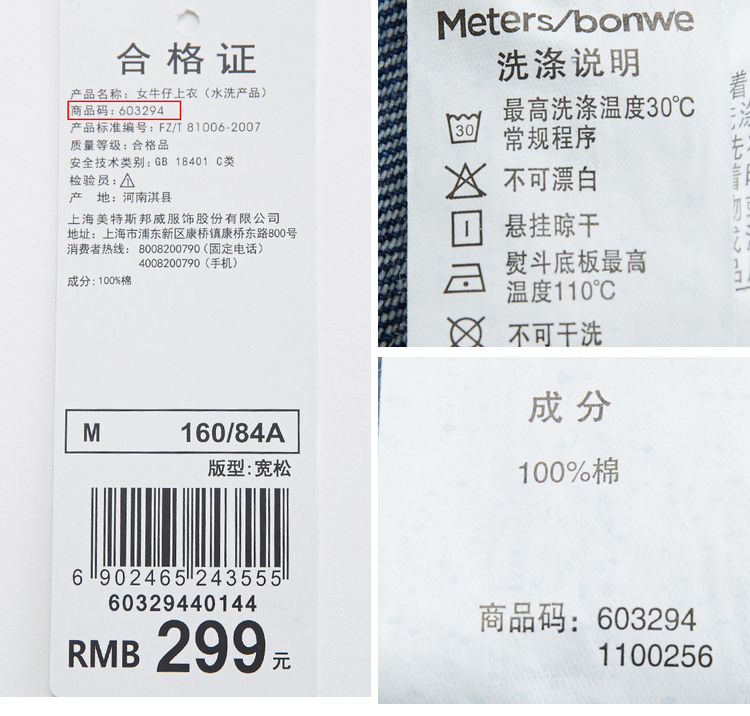 合格证
产品名称：女牛仔上衣（水洗产品）
商品码：603294
产品标准编号：FZ/T 81006-2007
质量等级：合格品
安全技术类别：GB 18401 C类
检验员：
产　地：河南淇县
上海美特斯邦威服饰股份有限公司
地址：上海市浦东新区康桥镇康桥东路800号
消费者热线：8008200790（固定电话）
4008200790（手机）
成分：100%棉
M 160/84A
版型：宽松
6 902465 243555
60329440144
RMB 299元
Meters/bonwe
洗涤说明
30
最高洗涤温度30℃
常规程序
不可漂白
悬挂晾干
熨斗底板最高
温度110℃
不可干洗
成分
100%棉
商品码：603294
1100256